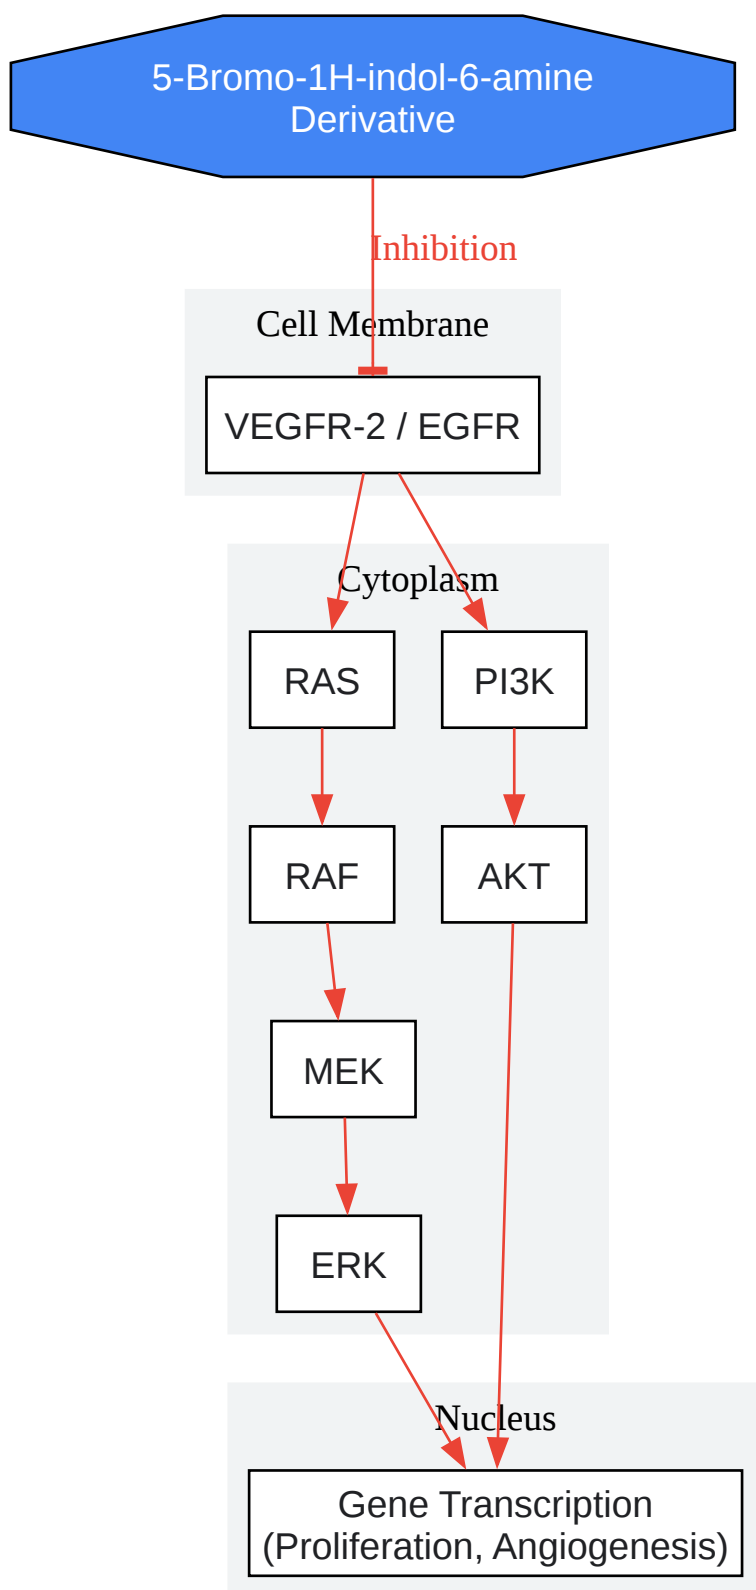 5-Bromo-1H-indol-6-amine
Derivative
Inhibition
Cell Membrane
VEGFR-2 / EGFR
Cytoplasm
RAS
PI3K
RAF
AKT
MEK
ERK
Nucleus
Gene Transcription
(Proliferation, Angiogenesis)